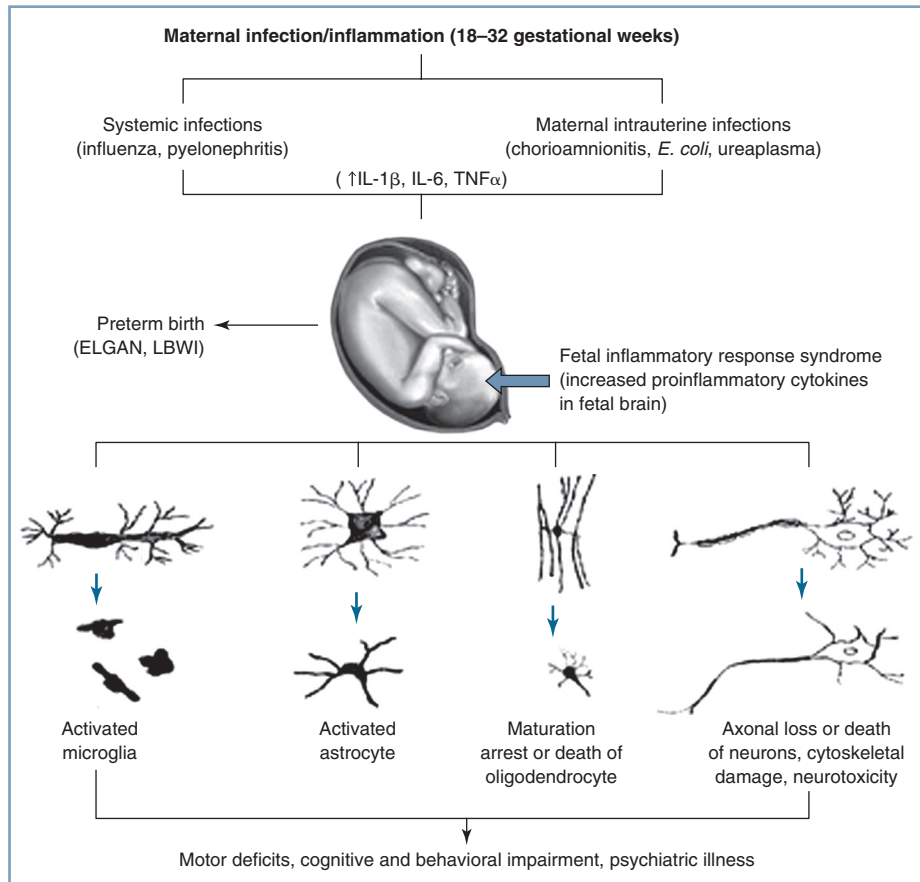 Maternal infection/inflammation (18–32 gestational weeks)
Systemic infections
(influenza, pyelonephritis)
Maternal intrauterine infections
(chorioamnionitis, E. coli, ureaplasma)
( ↑IL-1β, IL-6, TNFα)
Preterm birth
(ELGAN, LBWI)
Fetal inflammatory response syndrome
(increased proinflammatory cytokines
in fetal brain)
Activated
microglia
Activated
astrocyte
Maturation
arrest or death of
oligodendrocyte
Axonal loss or death
of neurons, cytoskeletal
damage, neurotoxicity
Motor deficits, cognitive and behavioral impairment, psychiatric illness